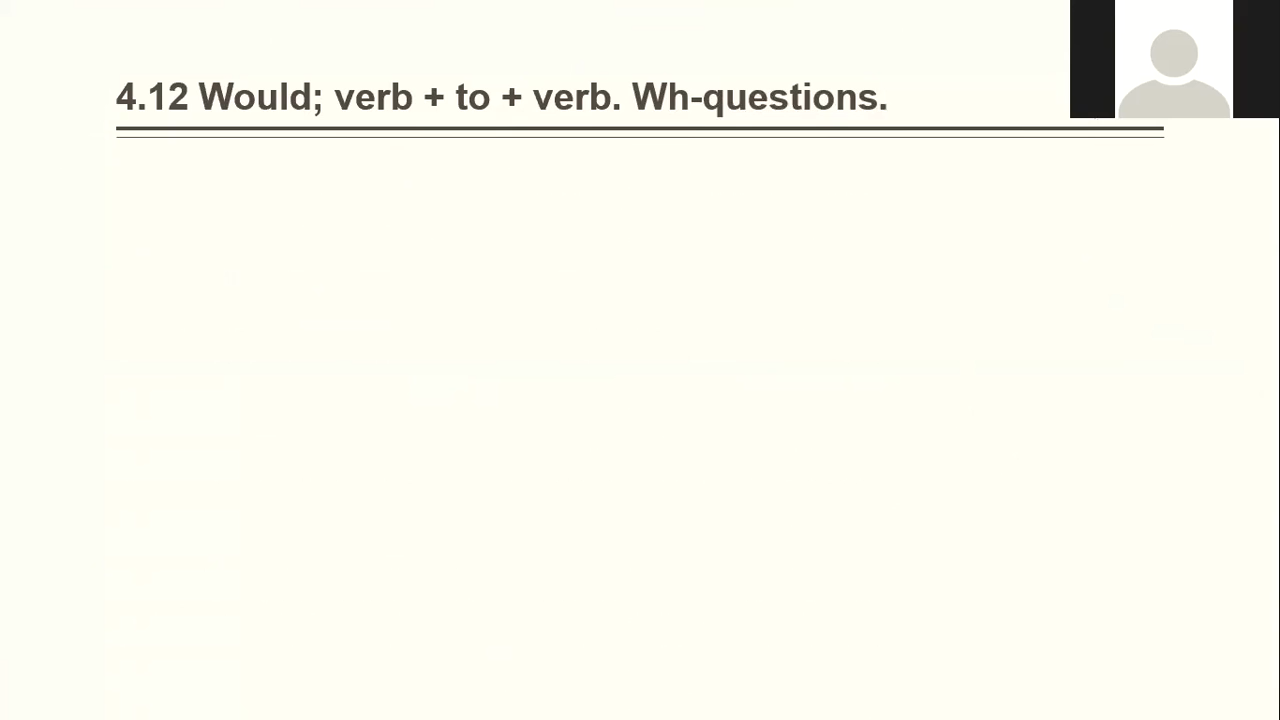 4.12 Would; verb + to + verb. Wh-questions.